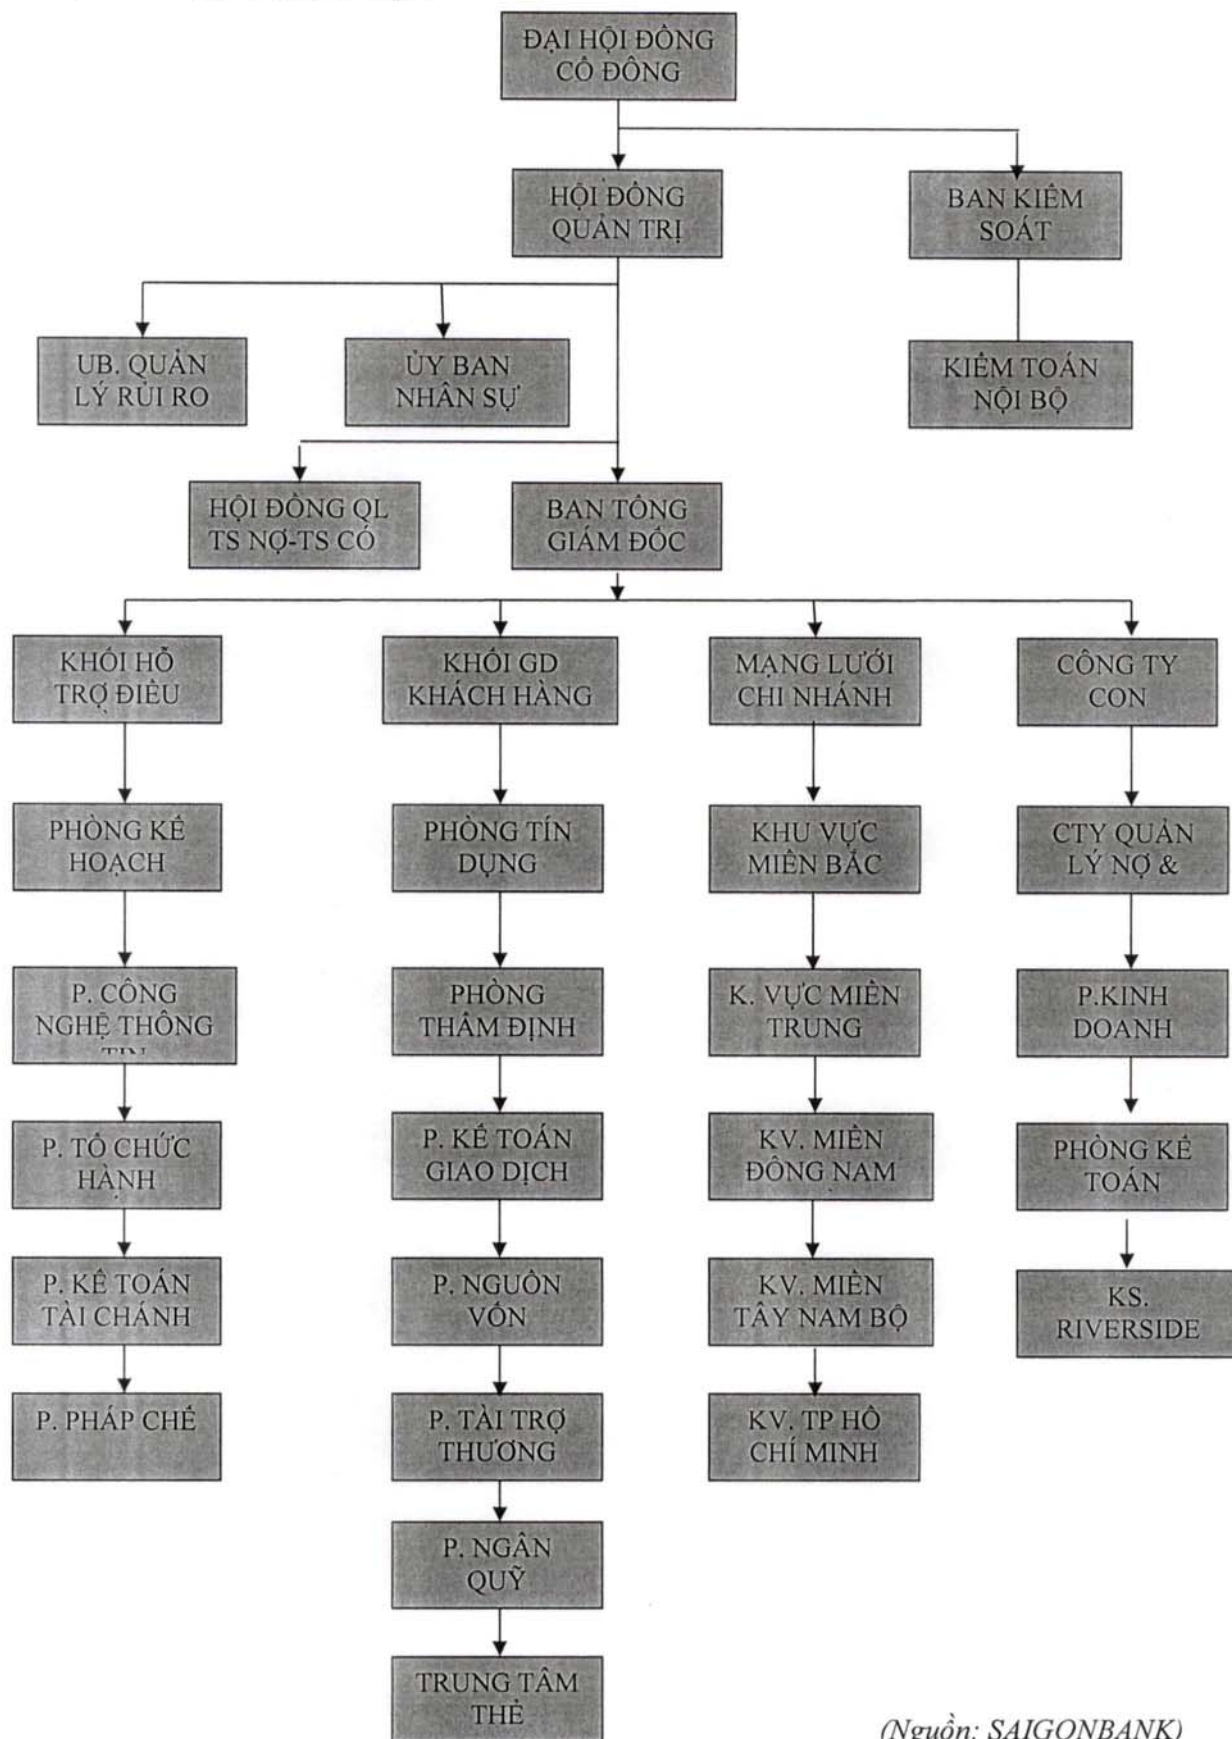 ĐẠI HỘI ĐỒNG
CỔ ĐÔNG
HỘI ĐỒNG
QUẢN TRỊ
BAN KIỂM
SOÁT
UB. QUẢN
LÝ RỦI RO
ỦY BAN
NHÂN SỰ
KIỂM TOÁN
NỘI BỘ
HỘI ĐỒNG QL
TS NỢ-TS CÓ
BAN TỔNG
GIÁM ĐỐC
KHỐI HỖ
TRỢ ĐIỀU
KHỐI GD
KHÁCH HÀNG
MẠNG LƯỚI
CHI NHÁNH
CÔNG TY
CON
PHÒNG KẾ
HOẠCH
PHÒNG TÍN
DỤNG
KHU VỰC
MIỀN BẮC
CTY QUẢN
LÝ NỢ &
P. CÔNG
NGHỆ THÔNG
TIN
PHÒNG
THẨM ĐỊNH
K. VỰC MIỀN
TRUNG
P.KINH
DOANH
P. TỔ CHỨC
HÀNH
P. KẾ TOÁN
GIAO DỊCH
KV. MIỀN
ĐÔNG NAM
PHÒNG KẾ
TOÁN
P. KẾ TOÁN
TÀI CHÁNH
P. NGUỒN
VỐN
KV. MIỀN
TÂY NAM BỘ
KS.
RIVERSIDE
P. PHÁP CHẾ
P. TÀI TRỢ
THƯƠNG
KV. TP HỒ
CHÍ MINH
P. NGÂN
QUỸ
TRUNG TÂM
THẺ
(Nguồn: SAIGONBANK)